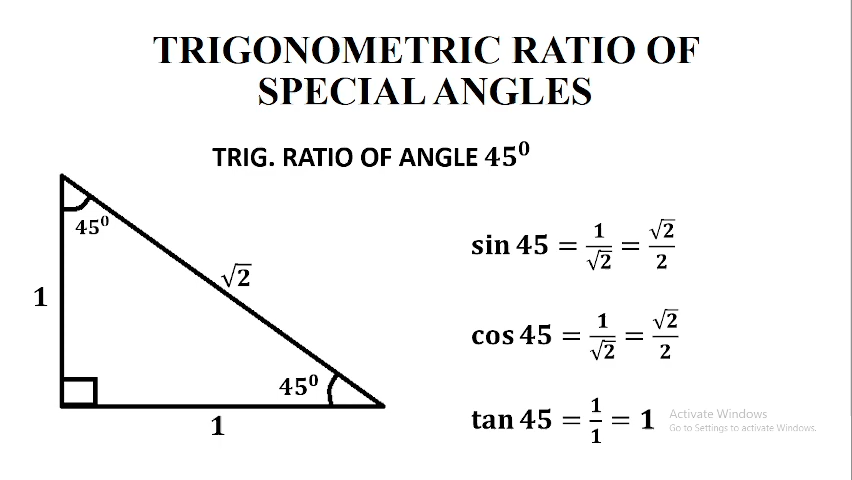 TRIGONOMETRIC RATIO OF
SPECIAL ANGLES
TRIG. RATIO OF ANGLE 45⁰
45⁰
√2
1
45⁰
1
sin 45 = 1/√2 = √2/2
cos 45 = 1/√2 = √2/2
tan 45 = 1/1 = 1
Activate Windows
Go to Settings to activate Windows.